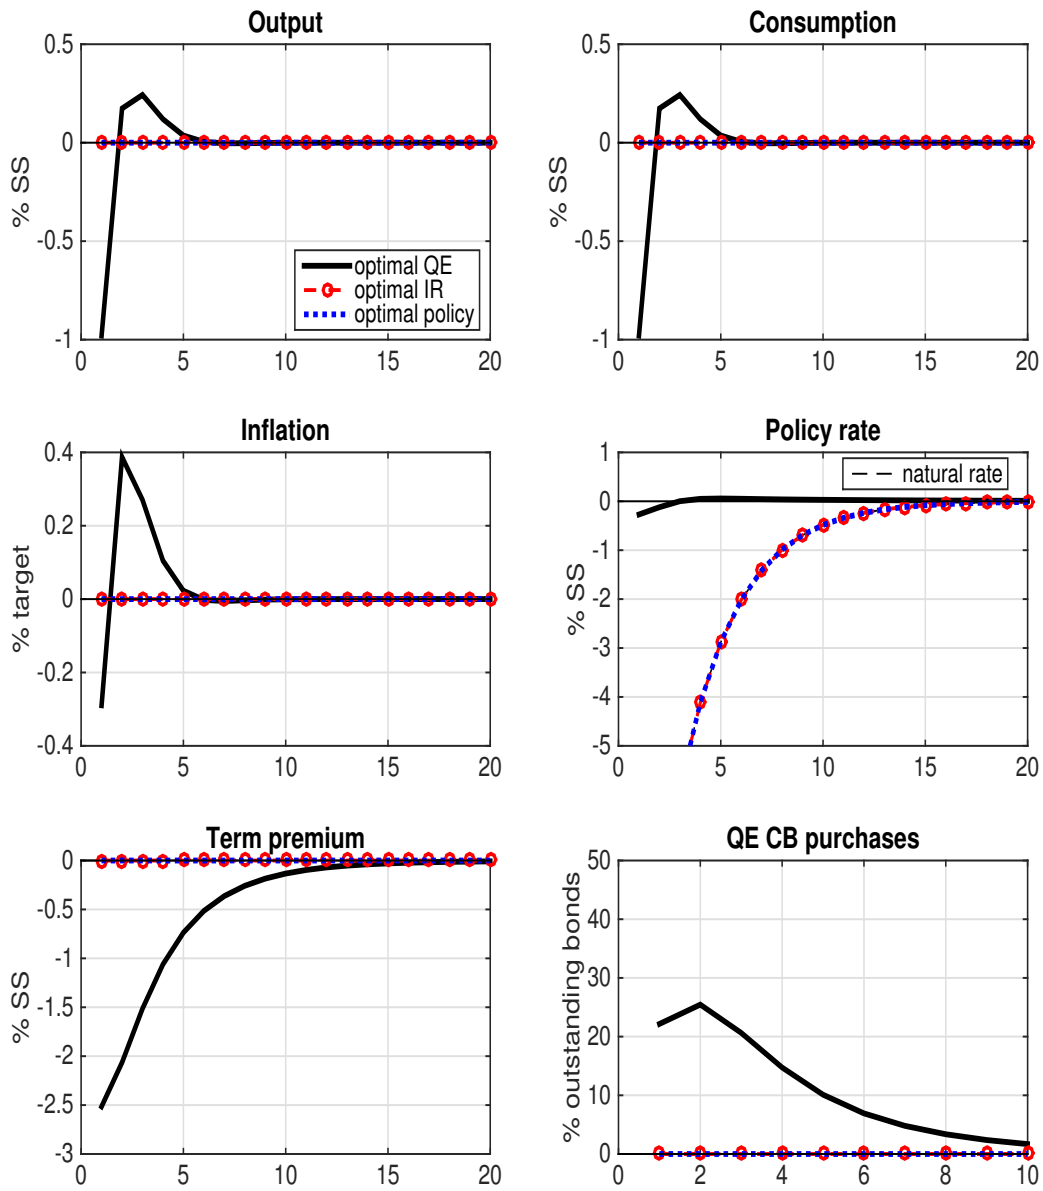 Output
0.5
0
-0.5
-1
% SS
0 5 10 15 20
optimal QE
optimal IR
optimal policy
Consumption
0.5
0
-0.5
-1
% SS
0 5 10 15 20
Inflation
0.4
0.2
0
-0.2
-0.4
% target
0 5 10 15 20
Policy rate
1
0
-1
-2
-3
-4
-5
% SS
0 5 10 15 20
natural rate
Term premium
0
-0.5
-1
-1.5
-2
-2.5
-3
% SS
0 5 10 15 20
QE CB purchases
50
40
30
20
10
0
% outstanding bonds
0 2 4 6 8 10